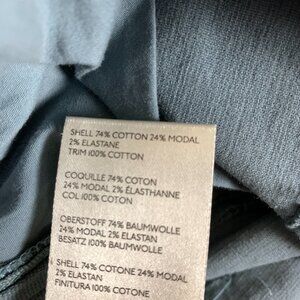 SHELL 74% COTTON 24% MODAL
2% ELASTANE
TRIM 100% COTTON
COQUILLE 74% COTON
24% MODAL 2% ÉLASTHANNE
COL 100% COTON
OBERSTOFF 74% BAUMWOLLE
24% MODAL 2% ELASTAN
BESATZ 100% BAUMWOLLE
SHELL 74% COTONE 24% MODAL
2% ELASTAN
FINITURA 100% COTONE